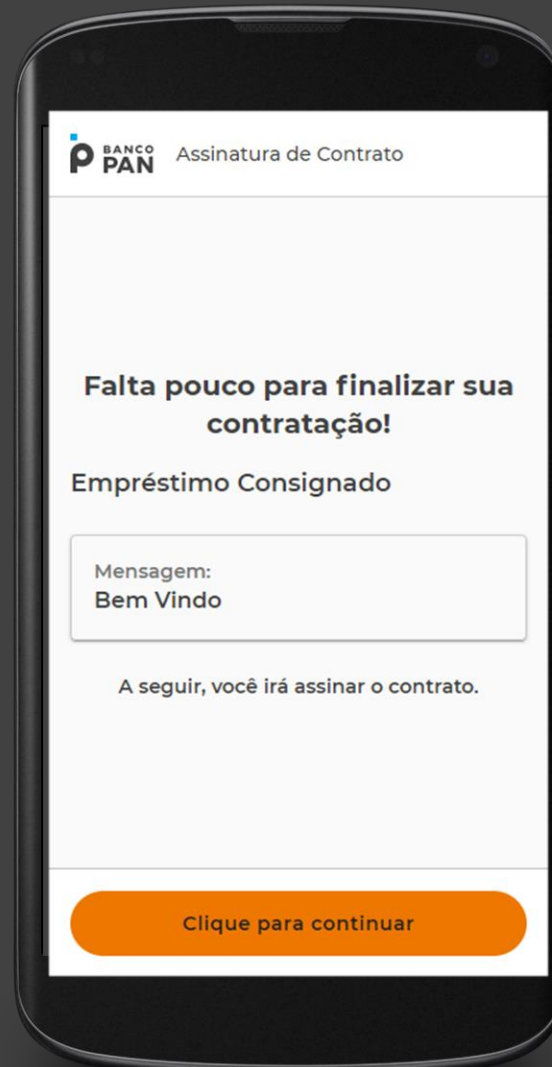 BANCO
PAN
Assinatura de Contrato
Falta pouco para finalizar sua
contratação!
Empréstimo Consignado
Mensagem:
Bem Vindo
A seguir, você irá assinar o contrato.
Clique para continuar